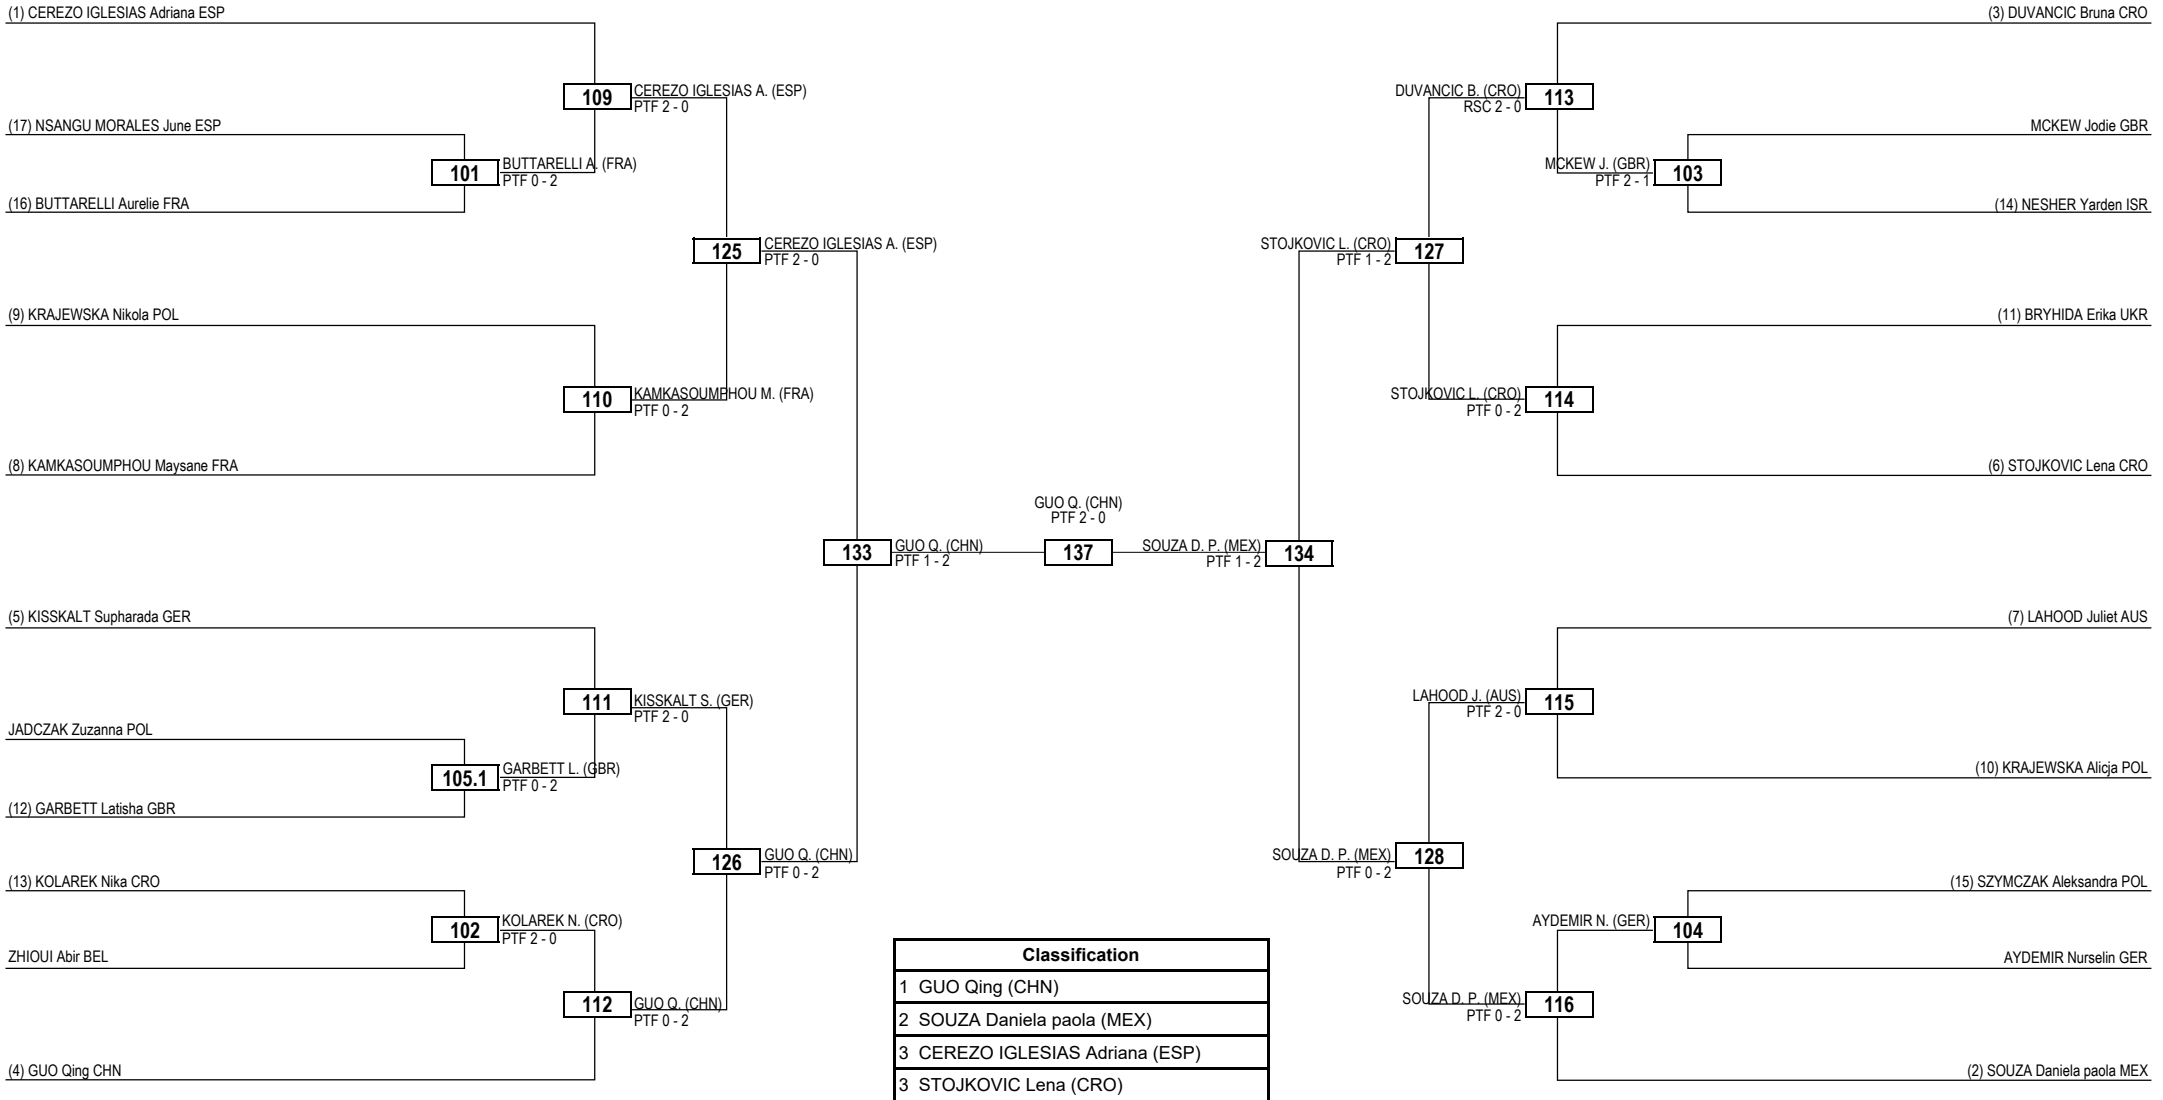 (1) CEREZO IGLESIAS Adriana ESP
109
CEREZO IGLESIAS A. (ESP)
PTF 2 - 0
(17) NSANGU MORALES June ESP
101
BUTTARELLI A. (FRA)
PTF 0 - 2
(16) BUTTARELLI Aurelie FRA
125
CEREZO IGLESIAS A. (ESP)
PTF 2 - 0
(9) KRAJEWSKA Nikola POL
110
KAMKASOUMPHOU M. (FRA)
PTF 0 - 2
(8) KAMKASOUMPHOU Maysane FRA
133
GUO Q. (CHN)
PTF 1 - 2
(5) KISSKALT Supharada GER
111
KISSKALT S. (GER)
PTF 2 - 0
JADCZAK Zuzanna POL
105.1
GARBETT L. (GBR)
PTF 0 - 2
(12) GARBETT Latisha GBR
126
GUO Q. (CHN)
PTF 0 - 2
(13) KOLAREK Nika CRO
102
KOLAREK N. (CRO)
PTF 2 - 0
ZHIOUI Abir BEL
112
GUO Q. (CHN)
PTF 0 - 2
(4) GUO Qing CHN
GUO Q. (CHN)
PTF 2 - 0
137
(3) DUVANCIC Bruna CRO
DUVANCIC B. (CRO)
RSC 2 - 0
113
MCKEW Jodie GBR
MCKEW J. (GBR)
PTF 2 - 1
103
(14) NESHER Yarden ISR
STOJKOVIC L. (CRO)
PTF 1 - 2
127
(11) BRYHIDA Erika UKR
STOJKOVIC L. (CRO)
PTF 0 - 2
114
(6) STOJKOVIC Lena CRO
SOUZA D. P. (MEX)
PTF 1 - 2
134
(7) LAHOOD Juliet AUS
LAHOOD J. (AUS)
PTF 2 - 0
115
(10) KRAJEWSKA Alicja POL
SOUZA D. P. (MEX)
PTF 0 - 2
128
(15) SZYMCZAK Aleksandra POL
AYDEMIR N. (GER)
104
AYDEMIR Nurselin GER
SOUZA D. P. (MEX)
PTF 0 - 2
116
(2) SOUZA Daniela paola MEX
Classification
1 GUO Qing (CHN)
2 SOUZA Daniela paola (MEX)
3 CEREZO IGLESIAS Adriana (ESP)
3 STOJKOVIC Lena (CRO)